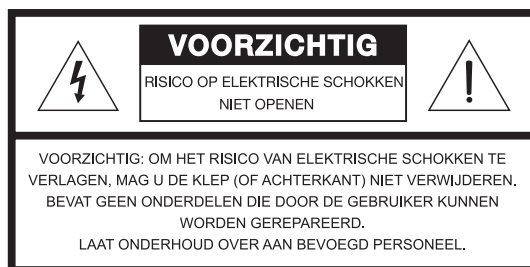 VOORZICHTIG
RISICO OP ELEKTRISCHE SCHOKKEN
NIET OPENEN
VOORZICHTIG: OM HET RISICO VAN ELEKTRISCHE SCHOKKEN TE
VERLAGEN, MAG U DE KLEP (OF ACHTERKANT) NIET VERWIJDEREN.
BEVAT GEEN ONDERDELEN DIE DOOR DE GEBRUIKER KUNNEN
WORDEN GEREPAREERD.
LAAT ONDERHOUD OVER AAN BEVOEGD PERSONEEL.